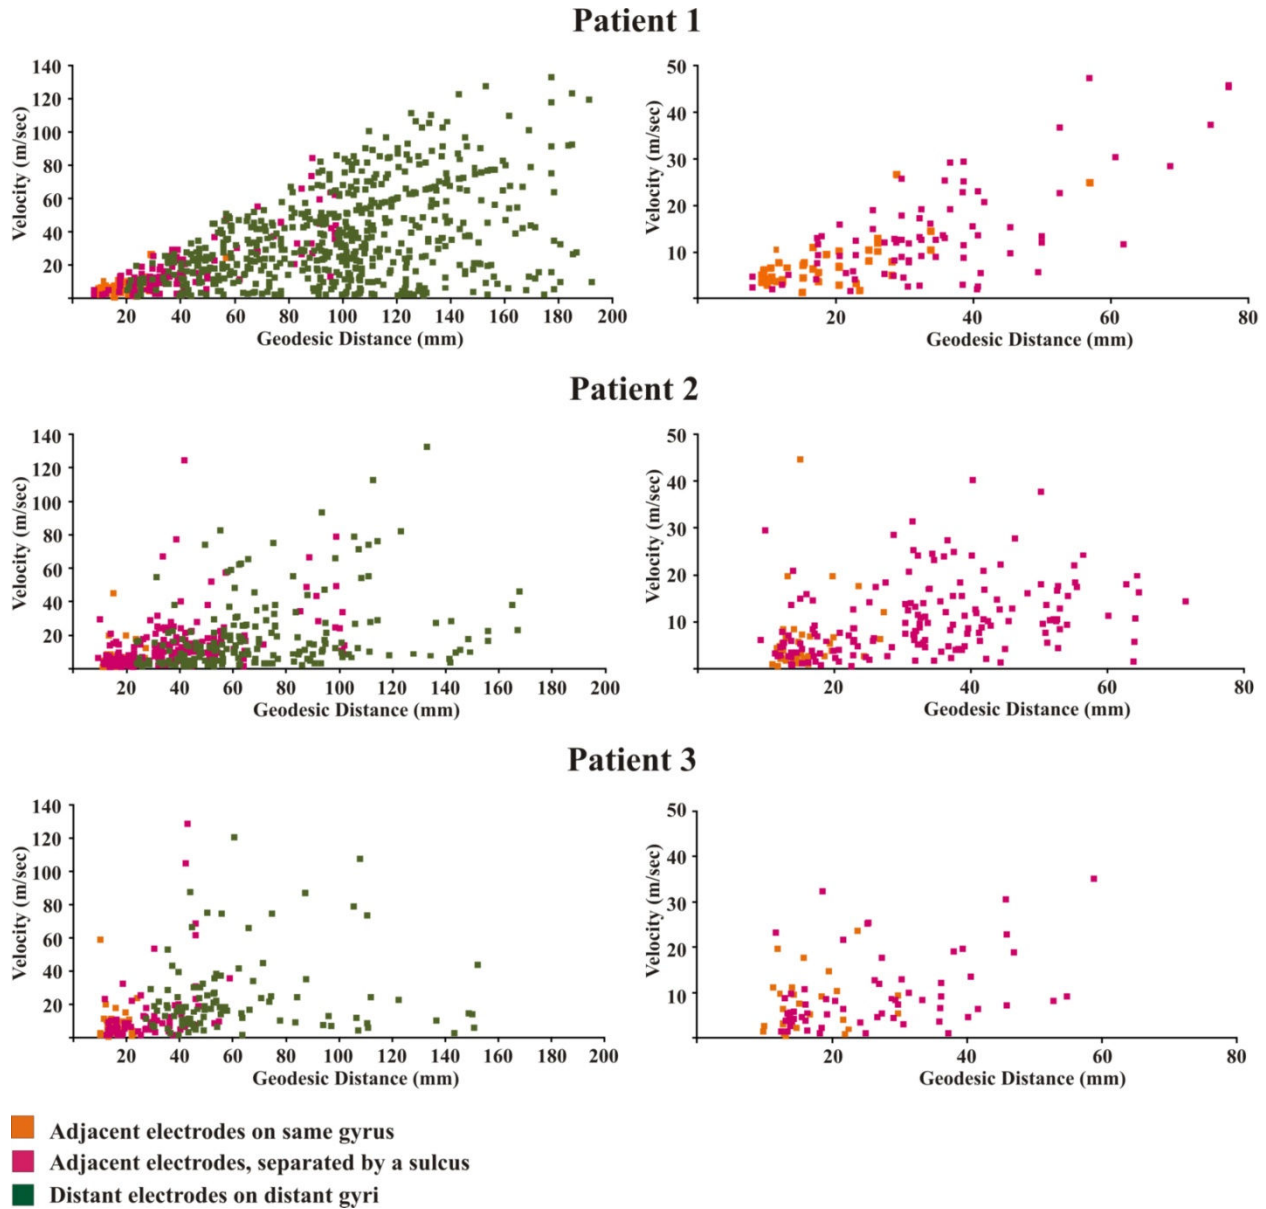 Patient 1
140
120
100
80
60
40
20
Velocity (m/sec)
20 40 60 80 100 120 140 160 180 200
Geodesic Distance (mm)
50
40
30
20
10
Velocity (m/sec)
20 40 60 80
Geodesic Distance (mm)
Patient 2
140
120
100
80
60
40
20
Velocity (m/sec)
20 40 60 80 100 120 140 160 180 200
Geodesic Distance (mm)
50
40
30
20
10
Velocity (m/sec)
20 40 60 80
Geodesic Distance (mm)
Patient 3
140
120
100
80
60
40
20
Velocity (m/sec)
20 40 60 80 100 120 140 160 180 200
Geodesic Distance (mm)
50
40
30
20
10
Velocity (m/sec)
20 40 60 80
Geodesic Distance (mm)
Adjacent electrodes on same gyrus
Adjacent electrodes, separated by a sulcus
Distant electrodes on distant gyri